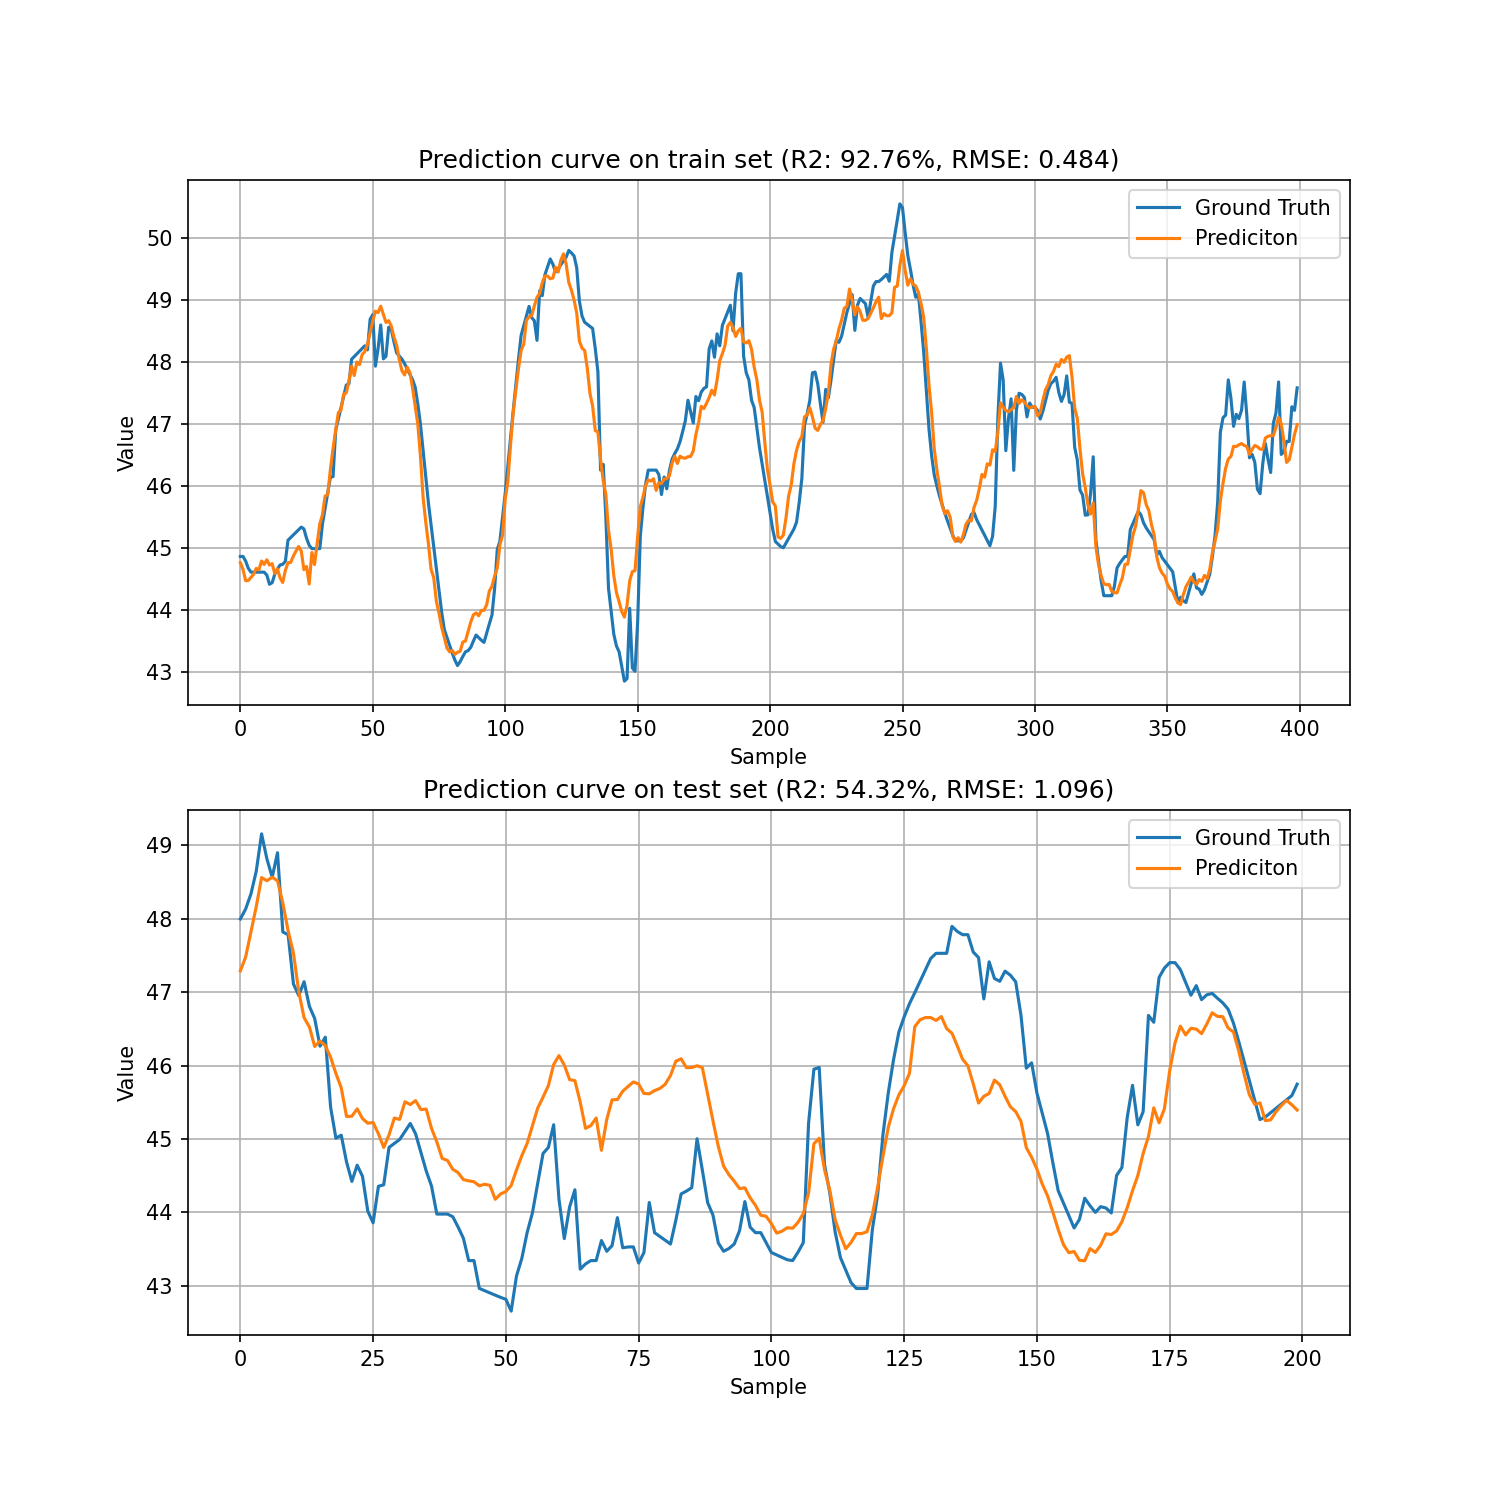 Prediction curve on train set (R2: 92.76%, RMSE: 0.484)
Ground Truth
Prediciton
Value
50
49
48
47
46
45
44
43
0 50 100 150 200 250 300 350 400
Sample
Prediction curve on test set (R2: 54.32%, RMSE: 1.096)
Ground Truth
Prediciton
Value
49
48
47
46
45
44
43
0 25 50 75 100 125 150 175 200
Sample